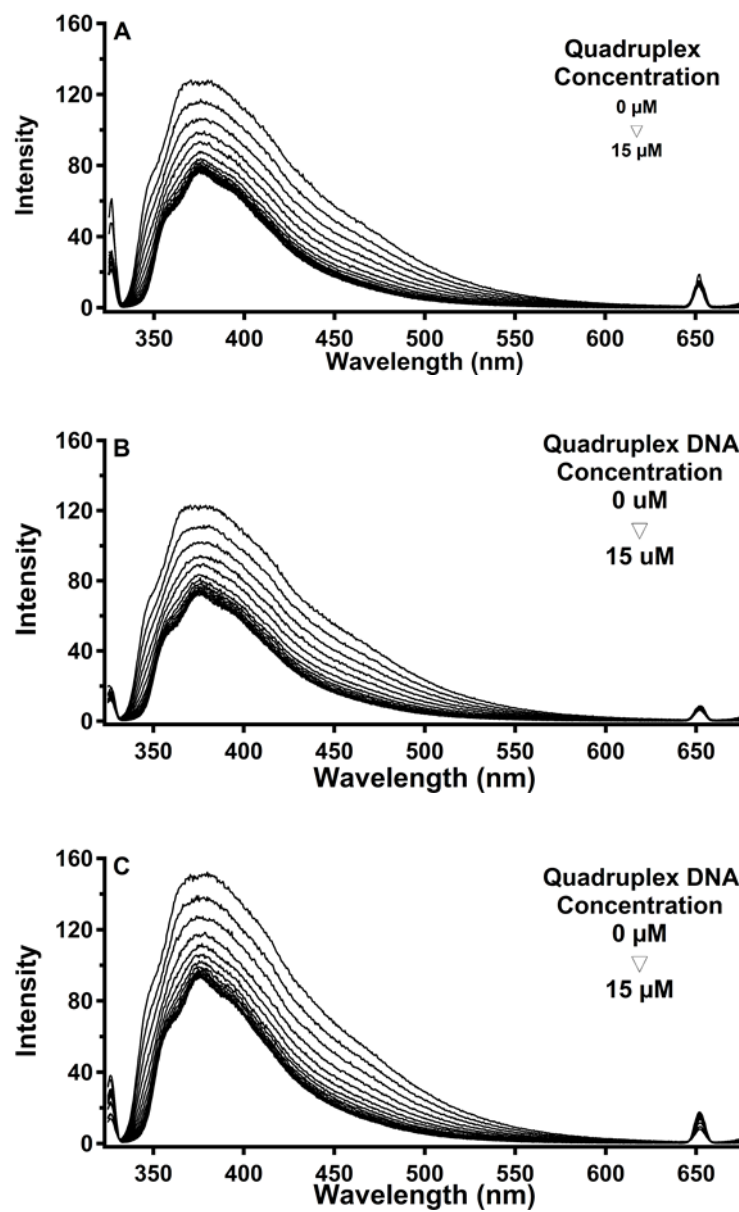 A
Quadruplex
Concentration
0 µM
▽
15 µM
160
120
80
40
0
Intensity
350 400 450 500 550 600 650
Wavelength (nm)
B
Quadruplex DNA
Concentration
0 uM
▽
15 uM
160
120
80
40
0
Intensity
350 400 450 500 550 600 650
Wavelength (nm)
C
Quadruplex DNA
Concentration
0 µM
▽
15 µM
160
120
80
40
0
Intensity
350 400 450 500 550 600 650
Wavelength (nm)